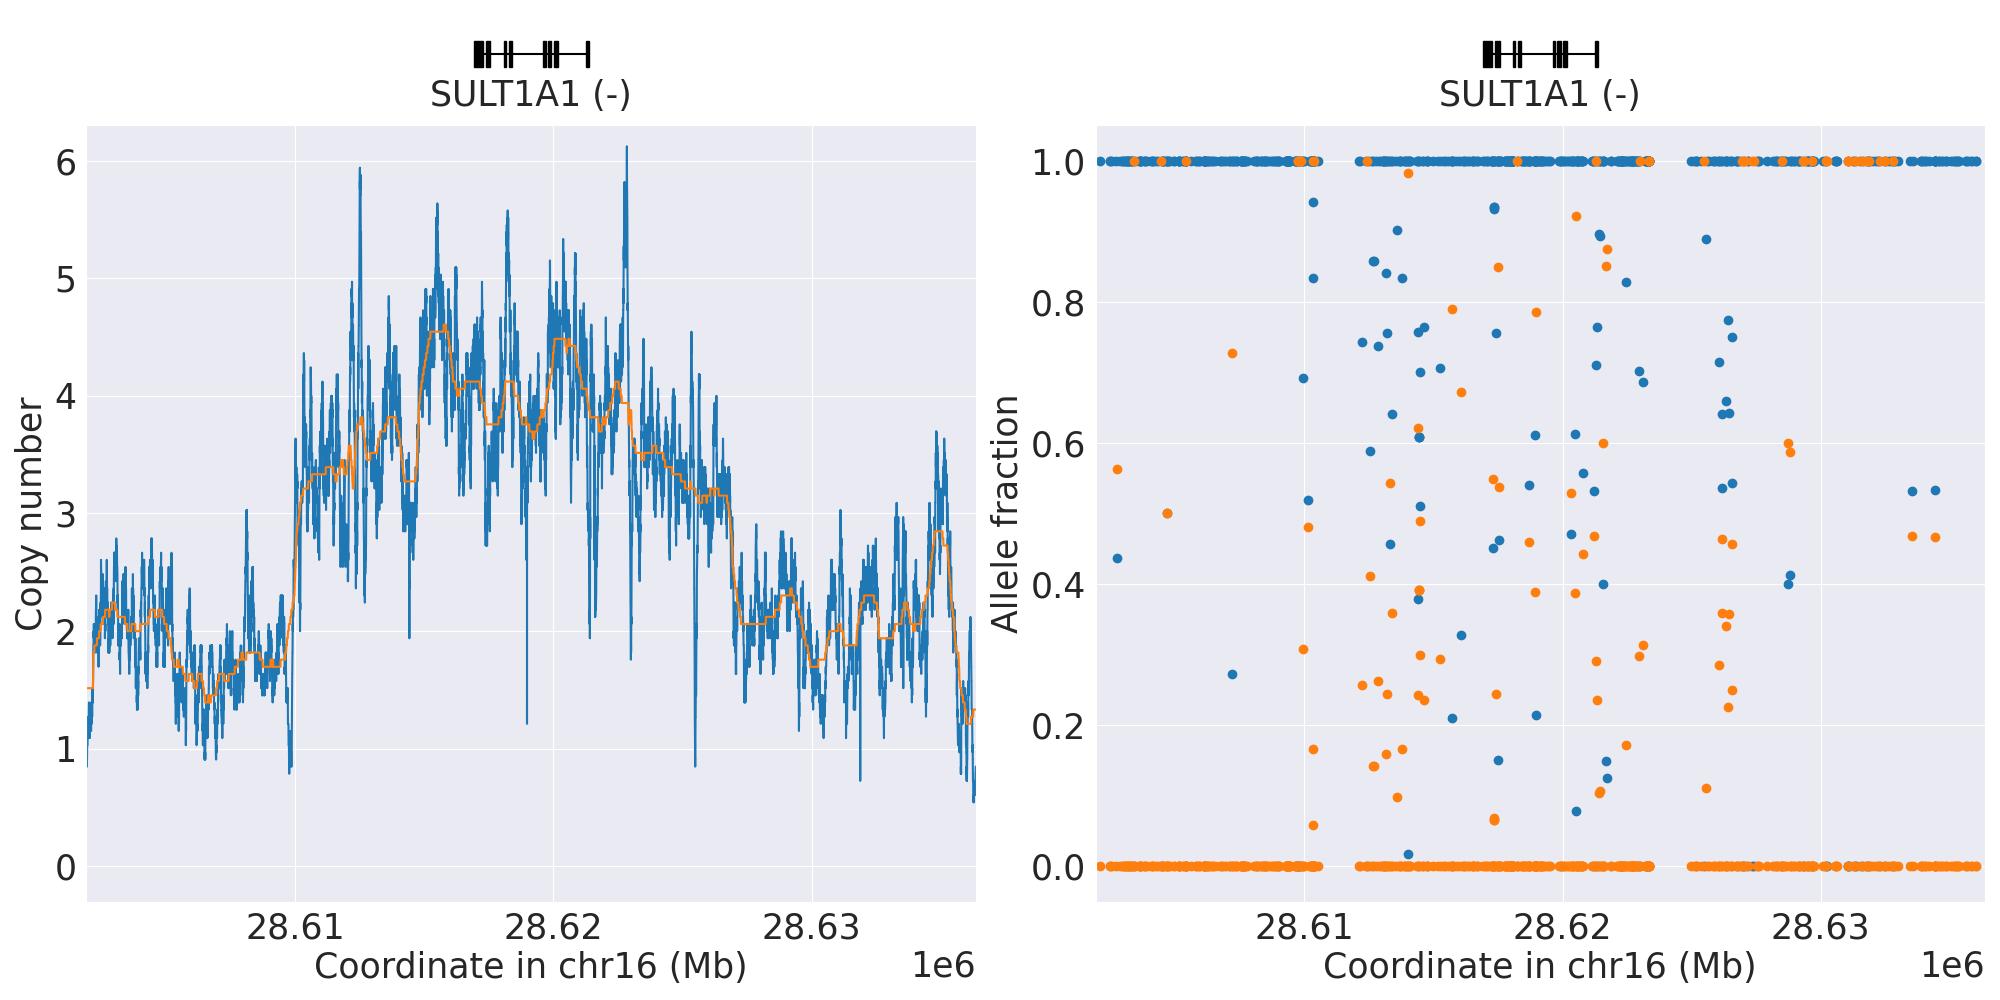 SULT1A1 (-)
Copy number
6
5
4
3
2
1
0
28.61
28.62
28.63
Coordinate in chr16 (Mb)
1e6
SULT1A1 (-)
Allele fraction
1.0
0.8
0.6
0.4
0.2
0.0
28.61
28.62
28.63
Coordinate in chr16 (Mb)
1e6